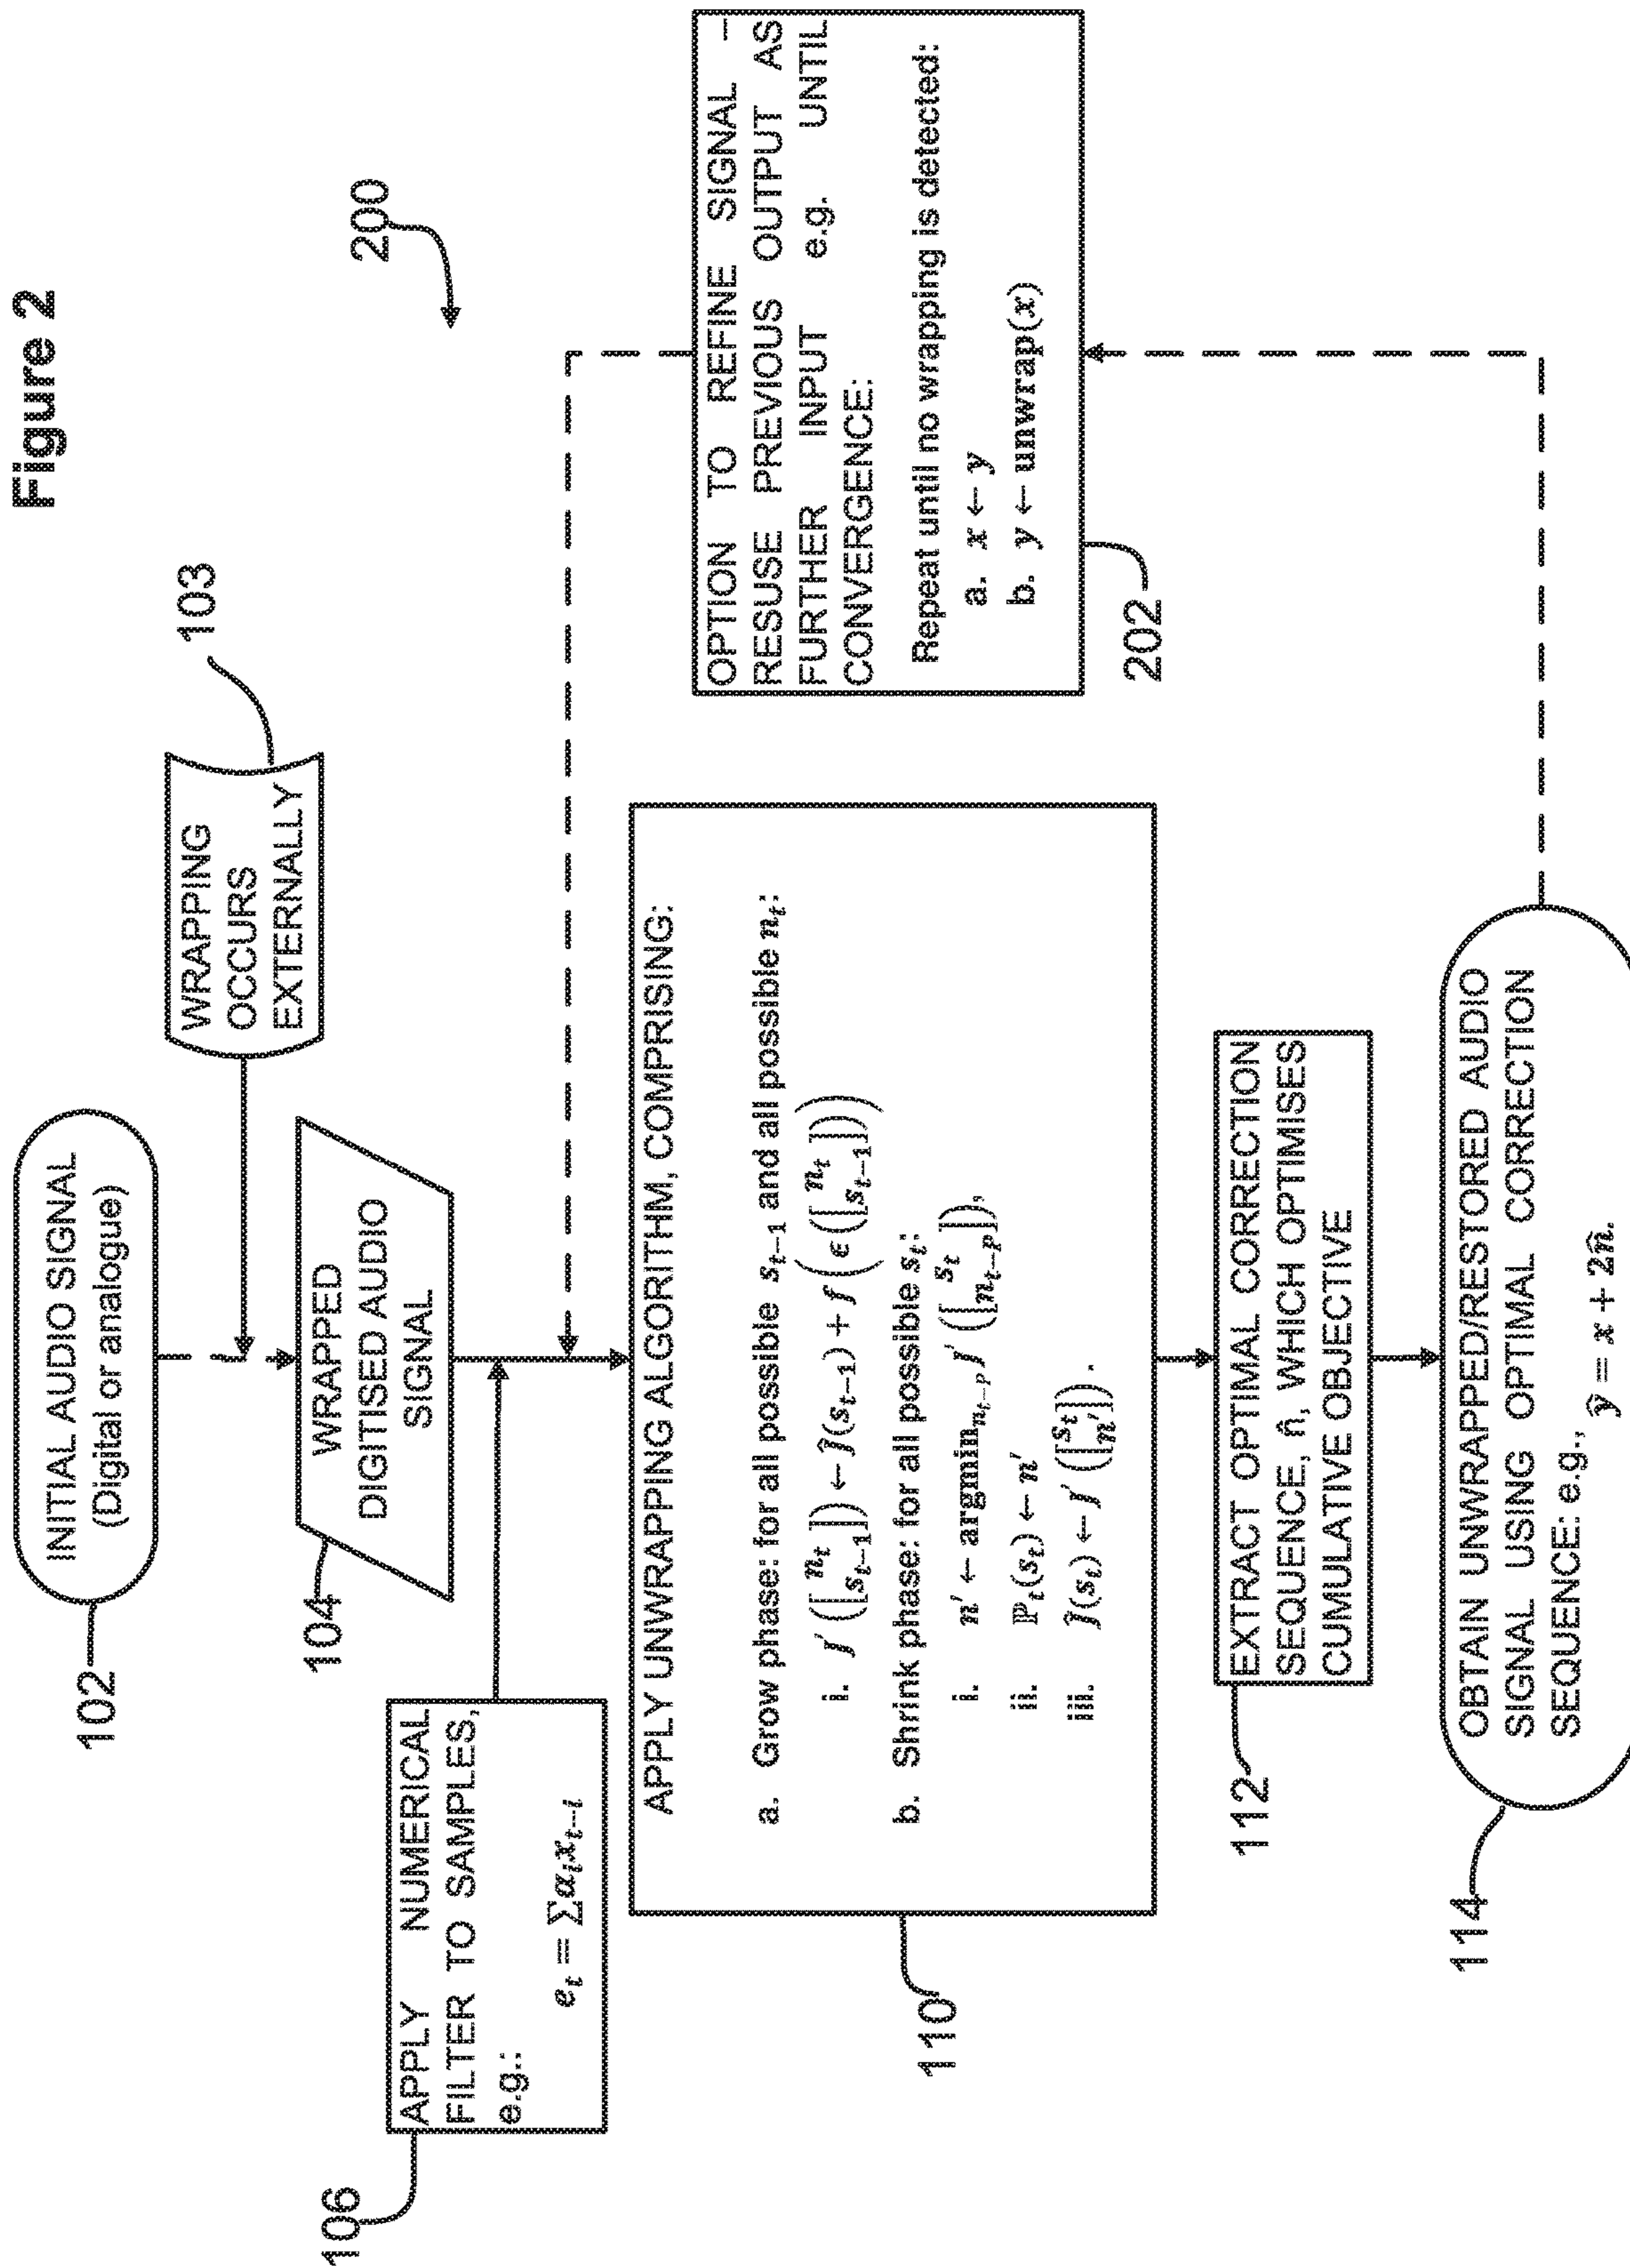 Figure 2
200
INITIAL AUDIO SIGNAL
(Digital or analogue)
102
WRAPPING
OCCURS
EXTERNALLY
103
WRAPPED
DIGITISED AUDIO
SIGNAL
104
APPLY NUMERICAL
FILTER TO SAMPLES,
e.g.:
e_t = ∑α_i x_{t-i}
106
APPLY UNWRAPPING ALGORITHM, COMPRISING:
a. Grow phase: for all possible s_{t-1} and all possible n_t:
i. J'([n_t s_{t-1}]) ← Ĵ(s_{t-1}) + f(ϵ([n_t s_{t-1}]))
b. Shrink phase: for all possible s_t:
i. n' ← argmin_{n_{t-p}} J'([s_t n_{t-p}]),
ii. ℙ_t(s_t) ← n'
iii. Ĵ(s_t) ← J'([s_t n']).
110
OPTION TO REFINE SIGNAL –
RESUSE PREVIOUS OUTPUT AS
FURTHER INPUT e.g. UNTIL
CONVERGENCE:
Repeat until no wrapping is detected:
a. x ← y
b. y ← unwrap(x)
202
EXTRACT OPTIMAL CORRECTION
SEQUENCE, n̂, WHICH OPTIMISES
CUMULATIVE OBJECTIVE
112
OBTAIN UNWRAPPED/RESTORED AUDIO
SIGNAL USING OPTIMAL CORRECTION
SEQUENCE: e.g.,
ŷ = x + 2n̂.
114